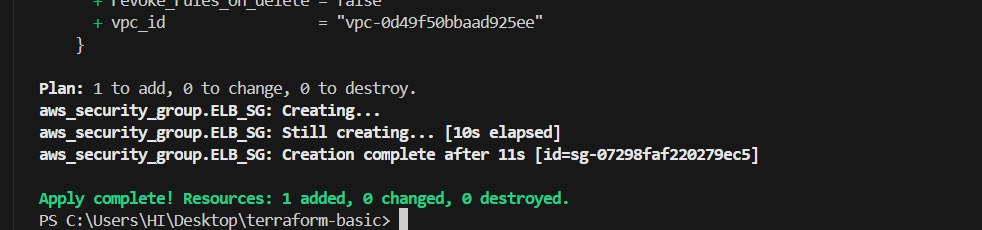 + revoke_rules_on_delete = false
+ vpc_id                 = "vpc-0d49f50bbaad925ee"
}
Plan: 1 to add, 0 to change, 0 to destroy.
aws_security_group.ELB_SG: Creating...
aws_security_group.ELB_SG: Still creating... [10s elapsed]
aws_security_group.ELB_SG: Creation complete after 11s [id=sg-07298faf220279ec5]
Apply complete! Resources: 1 added, 0 changed, 0 destroyed.
PS C:\Users\HI\Desktop\terraform-basic>